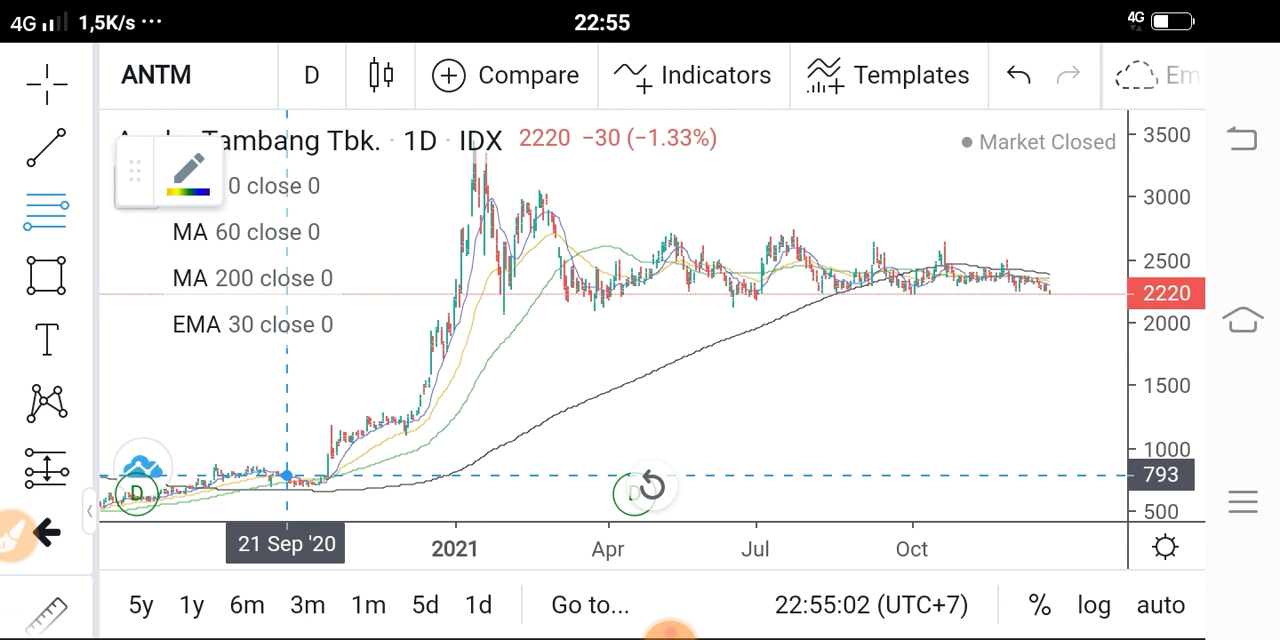 4G 1,5K/s ··· 22:55 4G
ANTM D Compare Indicators Templates Em
Tambang Tbk. · 1D · IDX 2220 −30 (−1.33%) Market Closed
0 close 0
MA 60 close 0
MA 200 close 0
EMA 30 close 0
3500
3000
2500
2220
2000
1500
1000
793
500
D D
21 Sep '20 2021 Apr Jul Oct
5y 1y 6m 3m 1m 5d 1d Go to... 22:55:02 (UTC+7) % log auto